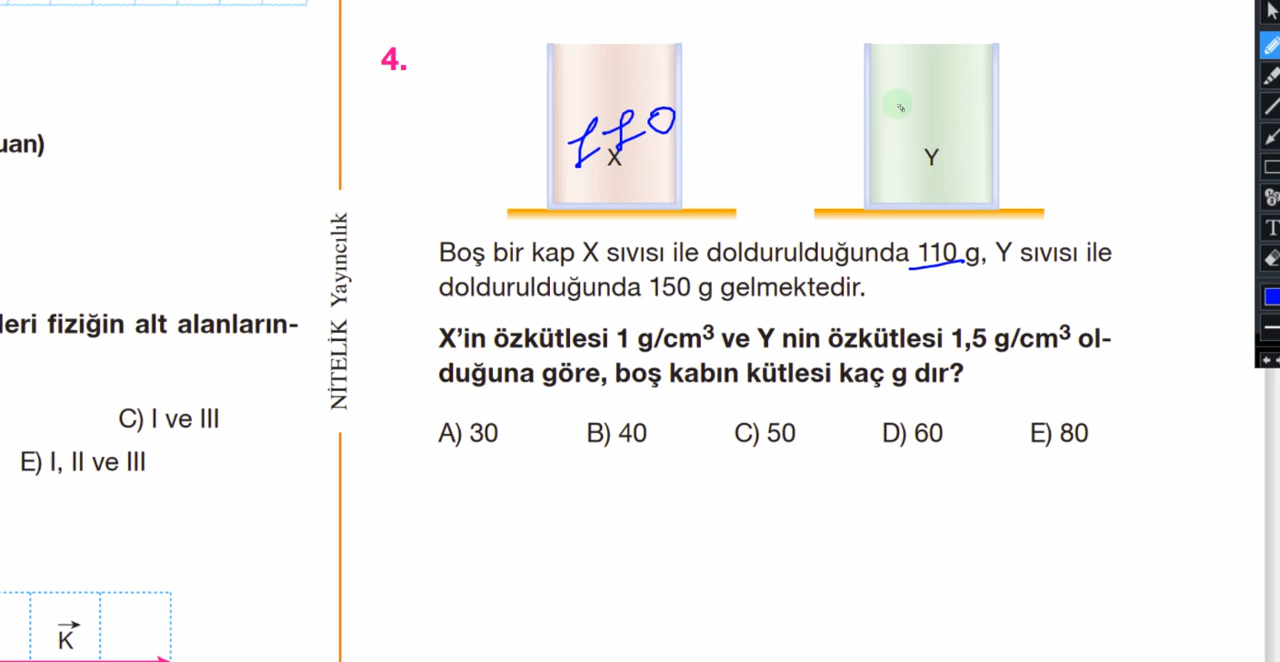 uan)
leri fiziğin alt alanların-
C) I ve III
E) I, II ve III
K
NİTELİK Yayıncılık
4.
110
X
Y
Boş bir kap X sıvısı ile doldurulduğunda 110 g, Y sıvısı ile
doldurulduğunda 150 g gelmektedir.
X’in özkütlesi 1 g/cm³ ve Y nin özkütlesi 1,5 g/cm³ ol-
duğuna göre, boş kabın kütlesi kaç g dır?
A) 30 B) 40 C) 50 D) 60 E) 80
T